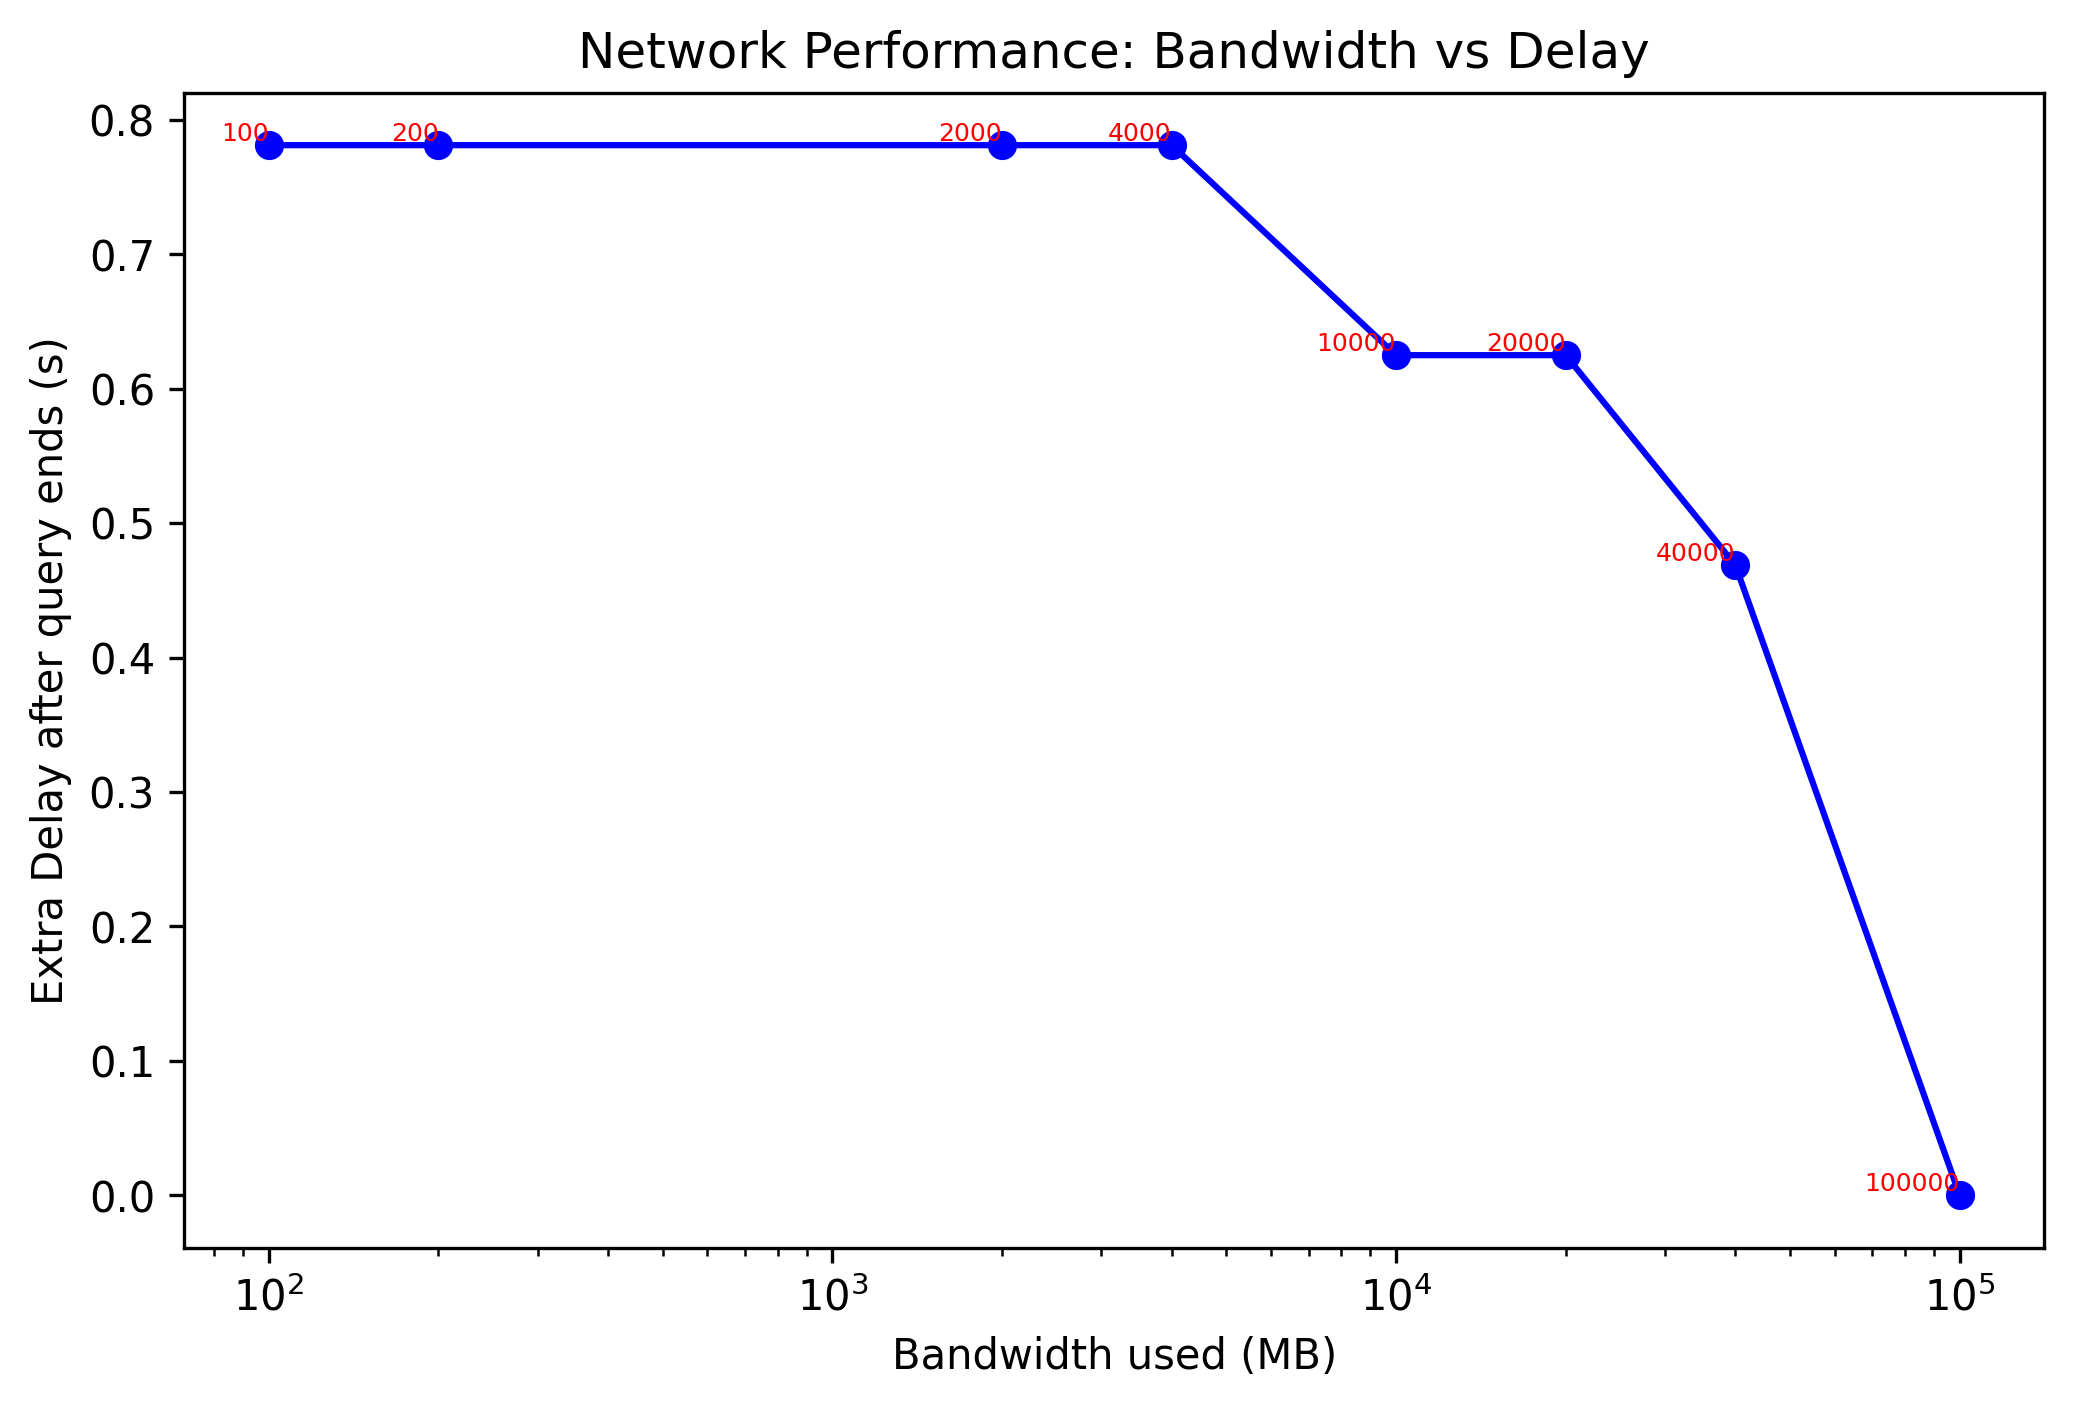 Network Performance: Bandwidth vs Delay
Extra Delay after query ends (s)
0.8
0.7
0.6
0.5
0.4
0.3
0.2
0.1
0.0
100 200 2000 4000
10000 20000
40000
100000
10² 10³ 10⁴ 10⁵
Bandwidth used (MB)